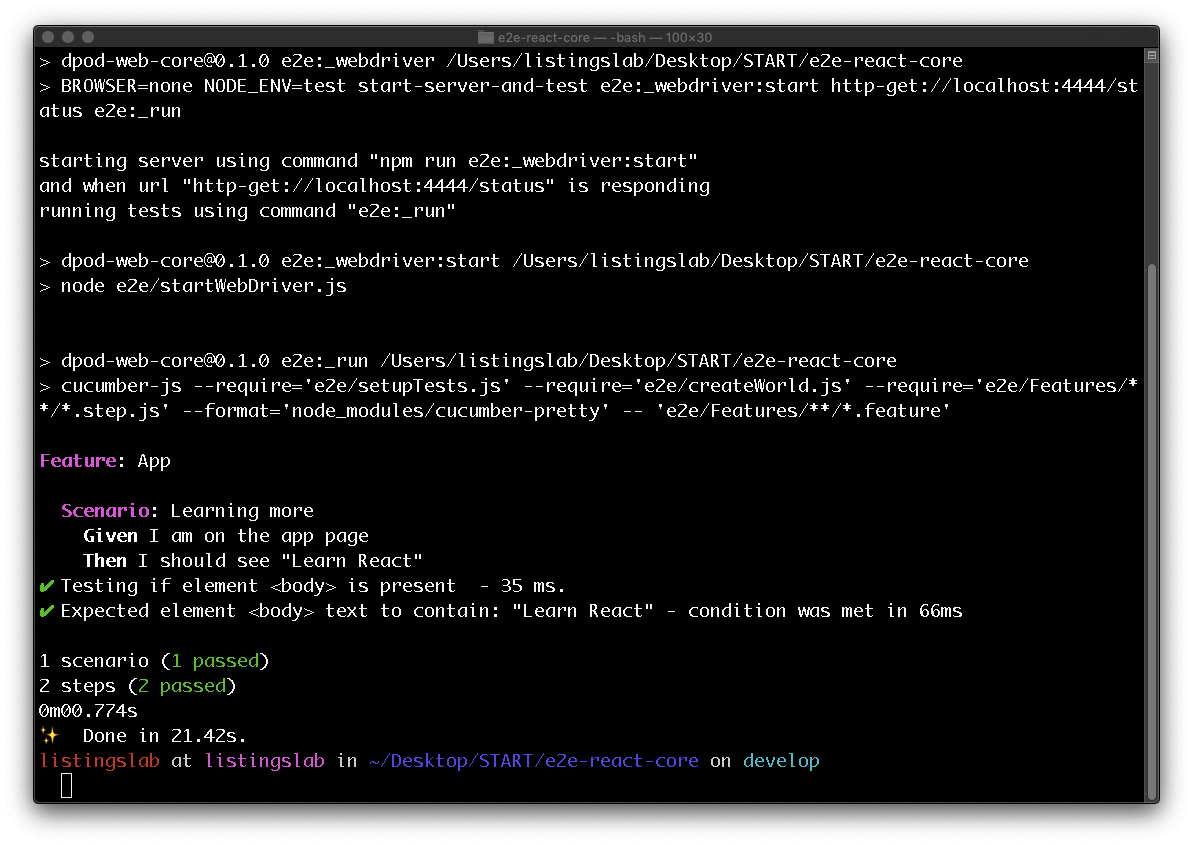 e2e-react-core — -bash — 100×30
> dpod-web-core@0.1.0 e2e:_webdriver /Users/listingslab/Desktop/START/e2e-react-core
> BROWSER=none NODE_ENV=test start-server-and-test e2e:_webdriver:start http-get://localhost:4444/st
atus e2e:_run
starting server using command "npm run e2e:_webdriver:start"
and when url "http-get://localhost:4444/status" is responding
running tests using command "e2e:_run"
> dpod-web-core@0.1.0 e2e:_webdriver:start /Users/listingslab/Desktop/START/e2e-react-core
> node e2e/startWebDriver.js
> dpod-web-core@0.1.0 e2e:_run /Users/listingslab/Desktop/START/e2e-react-core
> cucumber-js --require='e2e/setupTests.js' --require='e2e/createWorld.js' --require='e2e/Features/*
*/*.step.js' --format='node_modules/cucumber-pretty' -- 'e2e/Features/**/*.feature'
Feature: App
Scenario: Learning more
Given I am on the app page
Then I should see "Learn React"
✔ Testing if element <body> is present  - 35 ms.
✔ Expected element <body> text to contain: "Learn React" - condition was met in 66ms
1 scenario (1 passed)
2 steps (2 passed)
0m00.774s
✨  Done in 21.42s.
listingslab at listingslab in ~/Desktop/START/e2e-react-core on develop